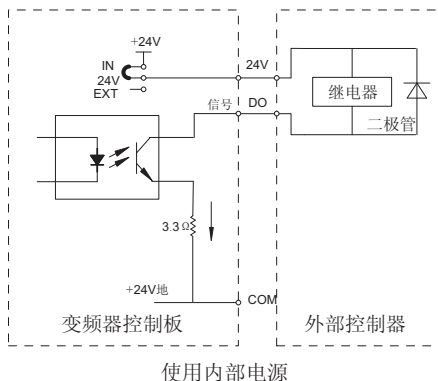 +24V
IN
24V
EXT
24V
信号 DO
继电器
二极管
3.3Ω
+24V地
COM
变频器控制板
外部控制器
使用内部电源